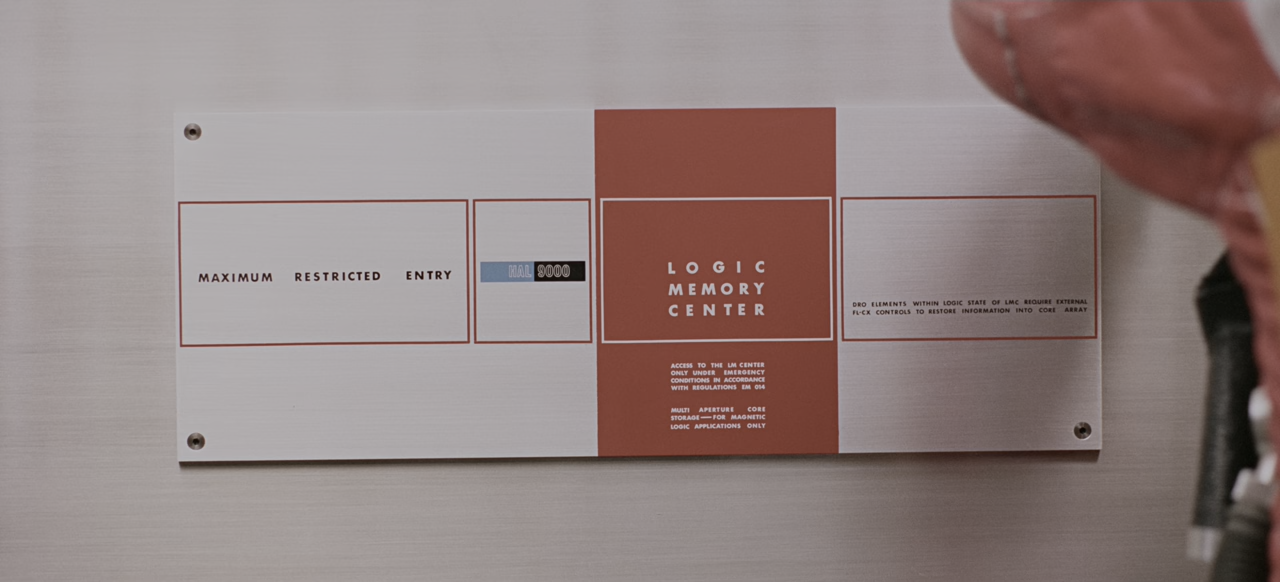 MAXIMUM RESTRICTED ENTRY
HAL 9000
LOGIC
MEMORY
CENTER
ACCESS TO THE LM CENTER
ONLY UNDER EMERGENCY
CONDITIONS IN ACCORDANCE
WITH REGULATIONS EM 014
MULTI APERTURE CORE
STORAGE—FOR MAGNETIC
LOGIC APPLICATIONS ONLY
DRO ELEMENTS WITHIN LOGIC STATE OF LMC REQUIRE EXTERNAL
FL-CX CONTROLS TO RESTORE INFORMATION INTO CORE ARRAY